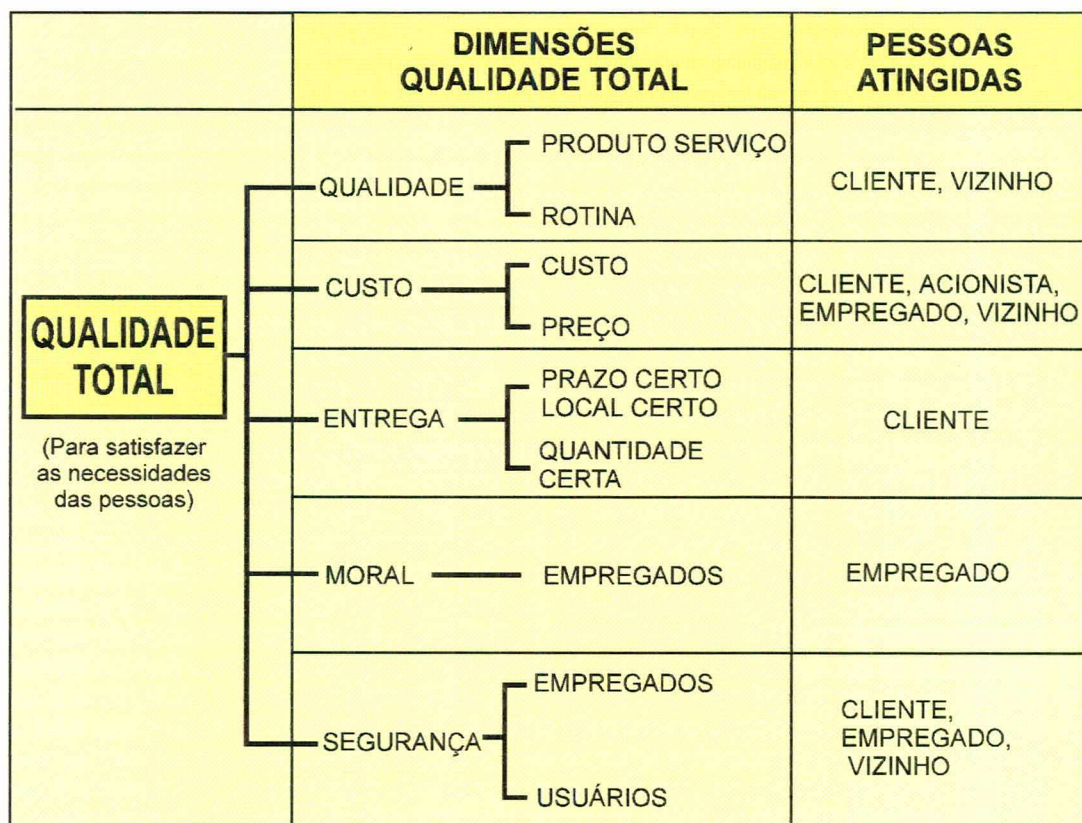 DIMENSÕES
QUALIDADE TOTAL
PESSOAS
ATINGIDAS
QUALIDADE
TOTAL
(Para satisfazer
as necessidades
das pessoas)
QUALIDADE
PRODUTO SERVIÇO
ROTINA
CLIENTE, VIZINHO
CUSTO
CUSTO
PREÇO
CLIENTE, ACIONISTA,
EMPREGADO, VIZINHO
ENTREGA
PRAZO CERTO
LOCAL CERTO
QUANTIDADE
CERTA
CLIENTE
MORAL
EMPREGADOS
EMPREGADO
SEGURANÇA
EMPREGADOS
USUÁRIOS
CLIENTE,
EMPREGADO,
VIZINHO